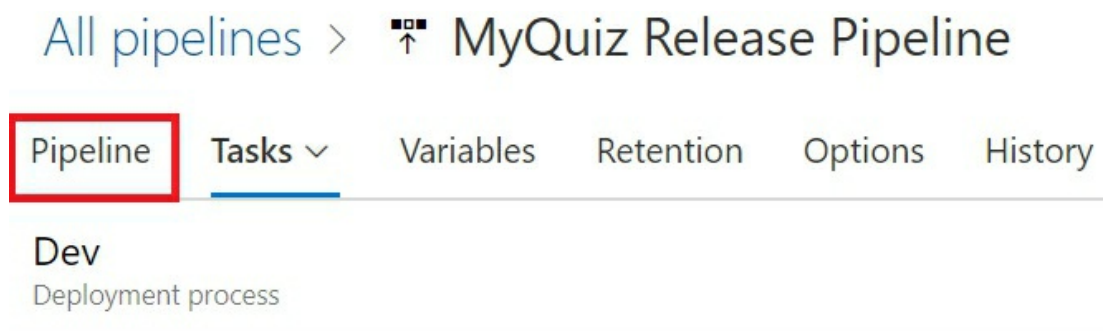 All pipelines > MyQuiz Release Pipeline
Pipeline Tasks Variables Retention Options History
Dev
Deployment process